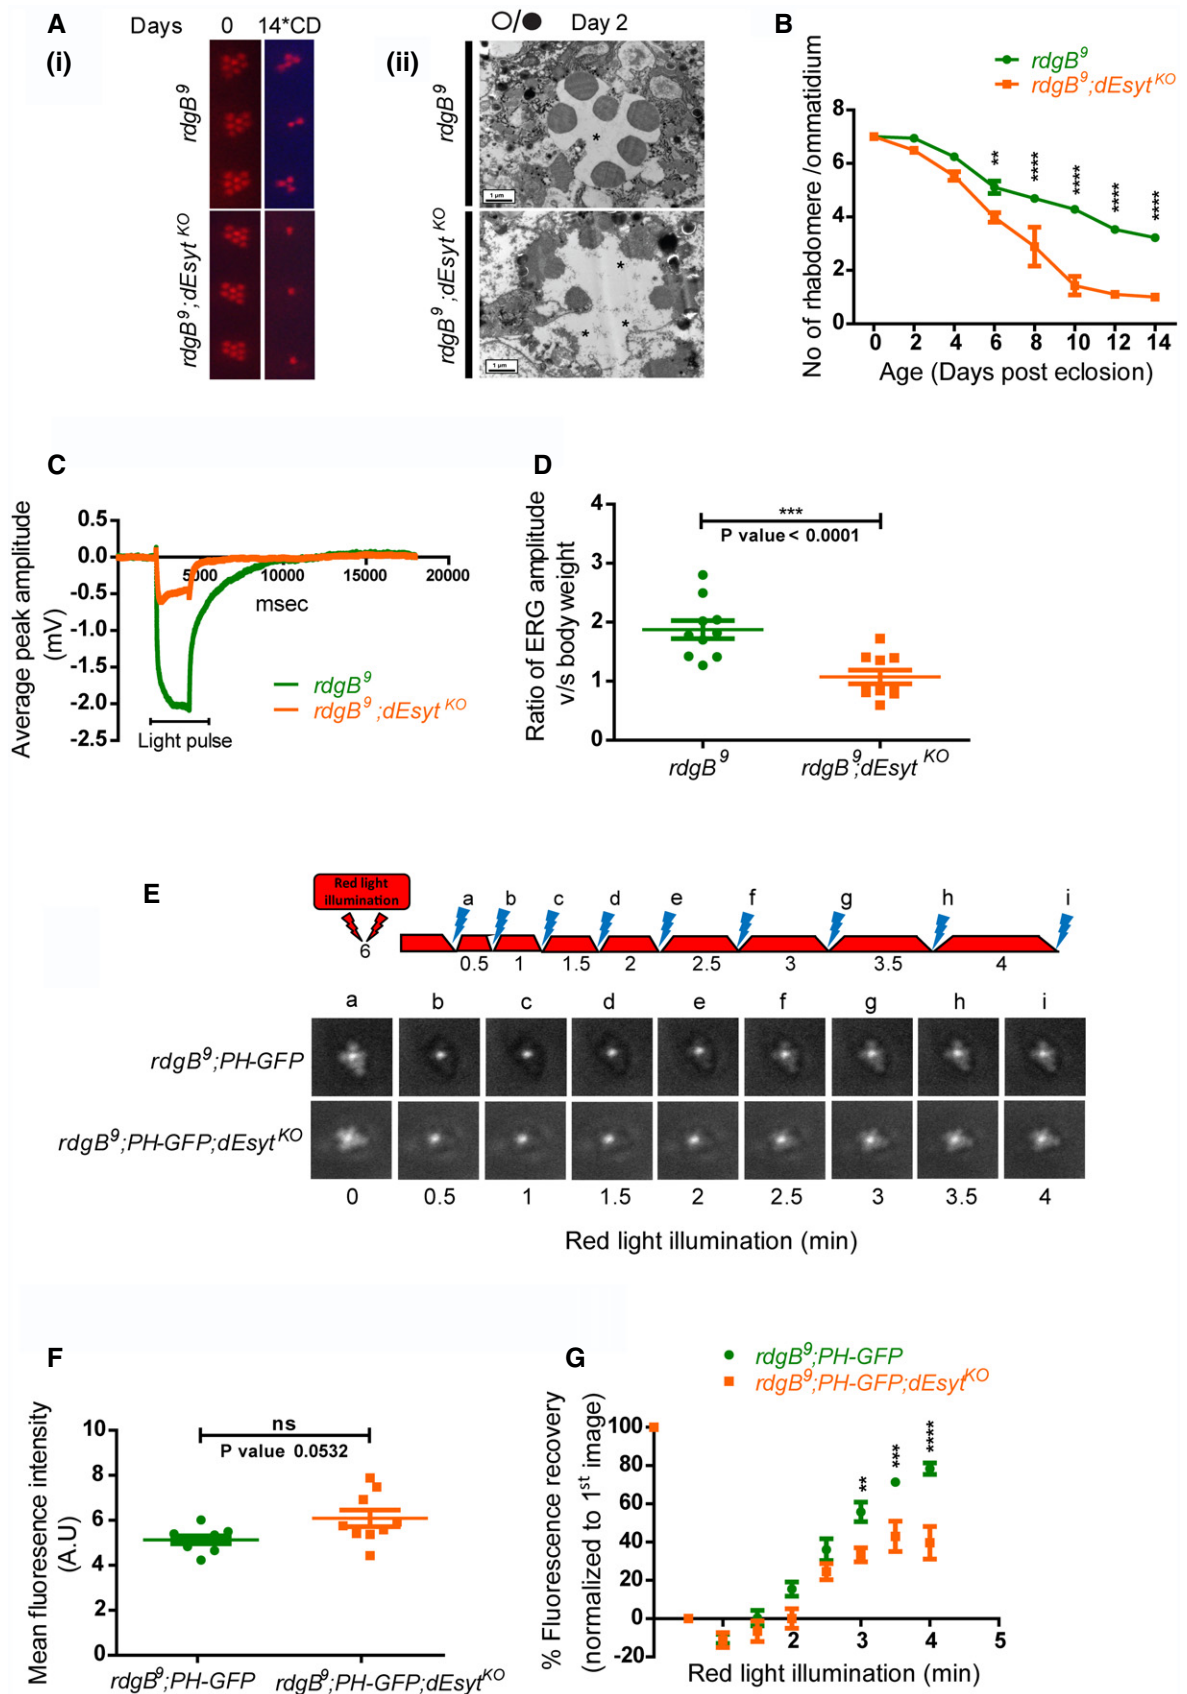 A
Days 0 14*CD
(i)
rdgB9
rdgB9;dEsyt KO
(ii)
O/● Day 2
rdgB9
1 µm
*
rdgB9;dEsyt KO
1 µm
*
* *
B
rdgB9
rdgB9;dEsyt KO
No of rhabdomere /ommatidium
8
6
4
2
0
** **** **** **** ****
0 2 4 6 8 10 12 14
Age (Days post eclosion)
C
Average peak amplitude
(mV)
0.5
0.0
-0.5
-1.0
-1.5
-2.0
-2.5
5000 10000 15000 20000
msec
rdgB9
rdgB9;dEsyt KO
Light pulse
D
Ratio of ERG amplitude
v/s body weight
4
3
2
1
0
***
P value < 0.0001
rdgB9 rdgB9;dEsyt KO
E
Red light
illumination
6
a b c d e f g h i
0.5 1 1.5 2 2.5 3 3.5 4
a b c d e f g h i
rdgB9;PH-GFP
rdgB9;PH-GFP;dEsytKO
0 0.5 1 1.5 2 2.5 3 3.5 4
Red light illumination (min)
F
Mean fluoresence intensity
(A.U)
10
8
6
4
2
0
ns
P value 0.0532
rdgB9;PH-GFP rdgB9;PH-GFP;dEsytKO
G
rdgB9;PH-GFP
rdgB9;PH-GFP;dEsytKO
% Fluorescence recovery
(normalized to 1st image)
100
80
60
40
20
0
-20
** *** ****
2 3 4 5
Red light illumination (min)